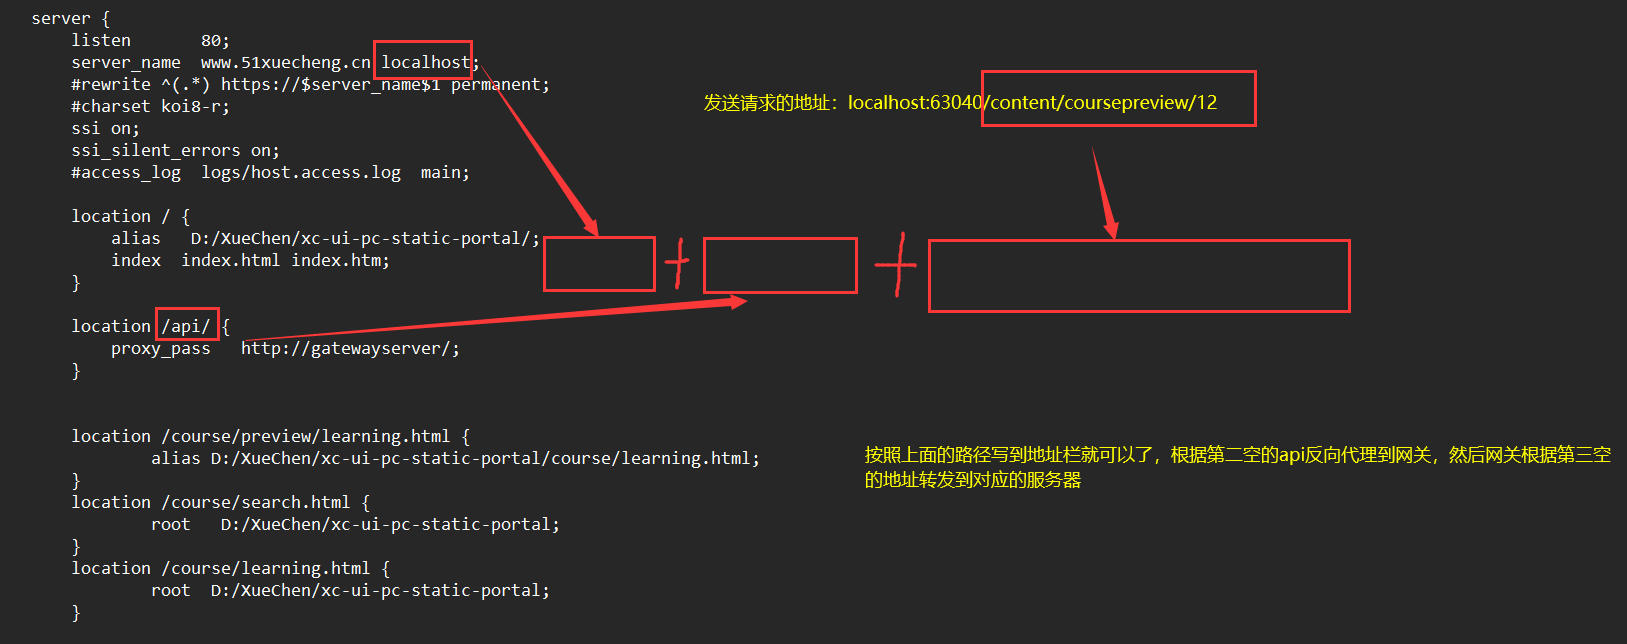 server {
listen       80;
server_name  www.51xuecheng.cn localhost;
#rewrite ^(.*) https://$server_name$1 permanent;
#charset koi8-r;
ssi on;
ssi_silent_errors on;
#access_log  logs/host.access.log  main;
发送请求的地址：localhost:63040/content/coursepreview/12
location / {
alias   D:/XueChen/xc-ui-pc-static-portal/;
index  index.html index.htm;
}
location /api/ {
proxy_pass   http://gatewayserver/;
}
location /course/preview/learning.html {
alias D:/XueChen/xc-ui-pc-static-portal/course/learning.html;
}
location /course/search.html {
root   D:/XueChen/xc-ui-pc-static-portal;
}
location /course/learning.html {
root  D:/XueChen/xc-ui-pc-static-portal;
}
+ +
按照上面的路径写到地址栏就可以了，根据第二空的api反向代理到网关，然后网关根据第三空
的地址转发到对应的服务器